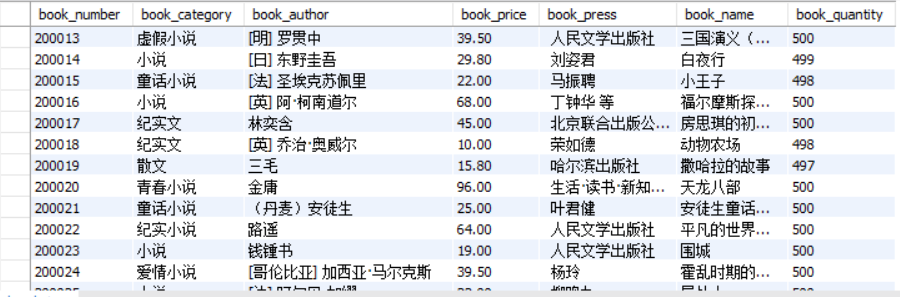 book_number book_category book_author book_price book_press book_name book_quantity
200013 虚假小说 [明] 罗贯中 39.50 人民文学出版社 三国演义（... 500
200014 小说 [日] 东野圭吾 29.80 刘姿君 白夜行 499
200015 童话小说 [法] 圣埃克苏佩里 22.00 马振聘 小王子 498
200016 小说 [英] 阿·柯南道尔 68.00 丁钟华 等 福尔摩斯探... 500
200017 纪实文 林奕含 45.00 北京联合出版公... 房思琪的初... 500
200018 纪实文 [英] 乔治·奥威尔 10.00 荣如德 动物农场 498
200019 散文 三毛 15.80 哈尔滨出版社 撒哈拉的故事 497
200020 青春小说 金庸 96.00 生活·读书·新知... 天龙八部 500
200021 童话小说 （丹麦）安徒生 25.00 叶君健 安徒生童话... 500
200022 纪实小说 路遥 64.00 人民文学出版社 平凡的世界... 500
200023 小说 钱锺书 19.00 人民文学出版社 围城 500
200024 爱情小说 [哥伦比亚] 加西亚·马尔克斯 39.50 杨玲 霍乱时期的... 500